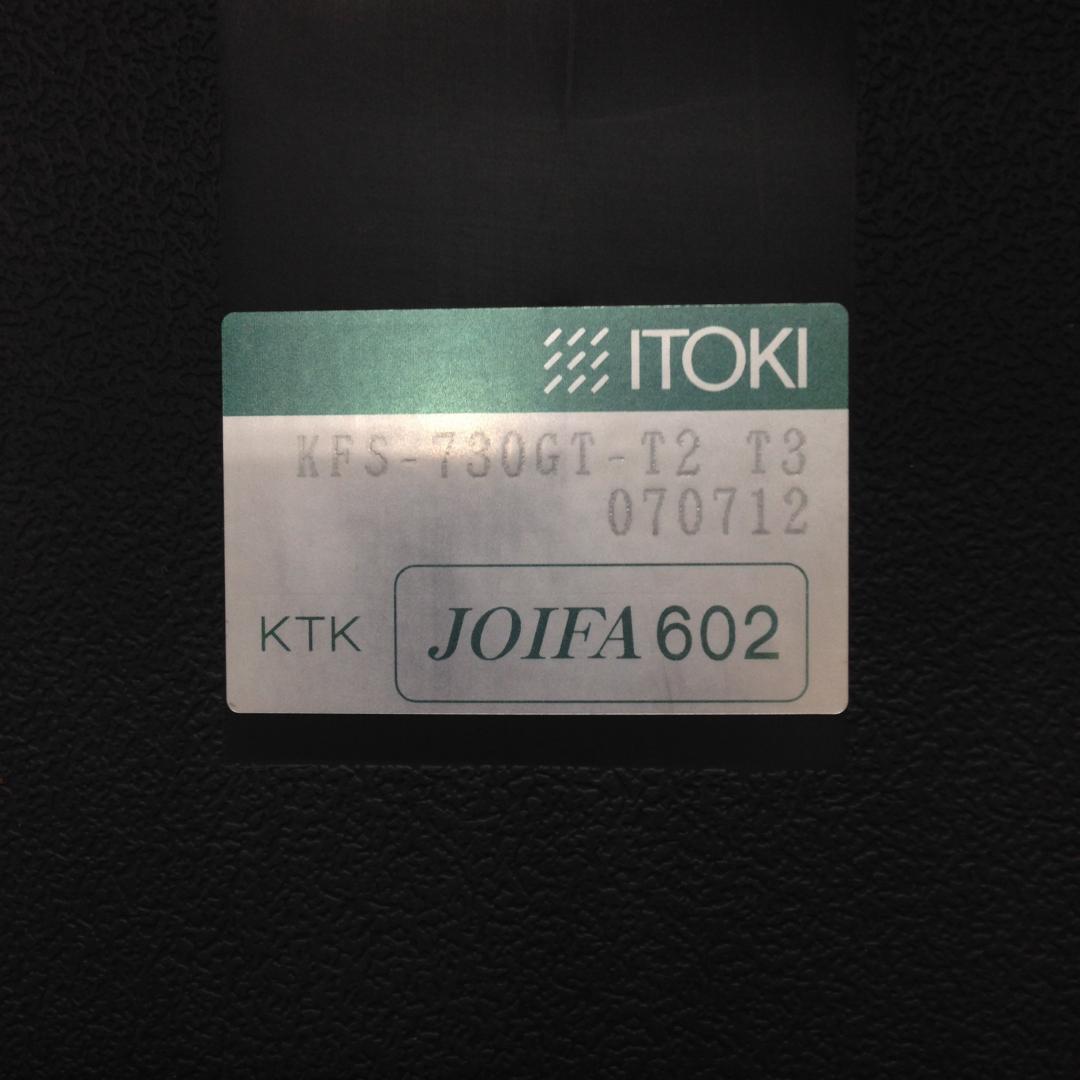 ITOKI
KFS-730GT-T2 T3
070712
KTK
JOIFA 602